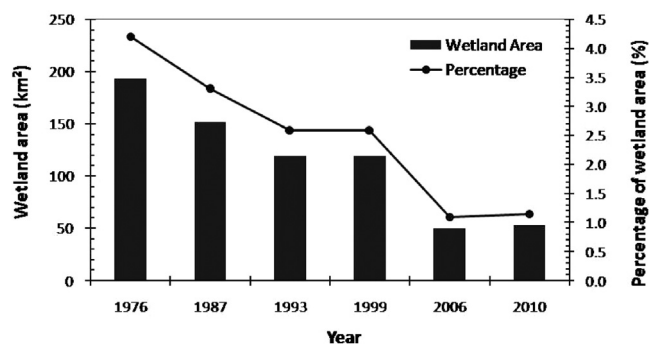 Wetland area (km²)
250
200
150
100
50
0
Wetland Area
Percentage
4.5
4.0
3.5
3.0
2.5
2.0
1.5
1.0
0.5
0.0
Percentage of wetland area (%)
1976 1987 1993 1999 2006 2010
Year